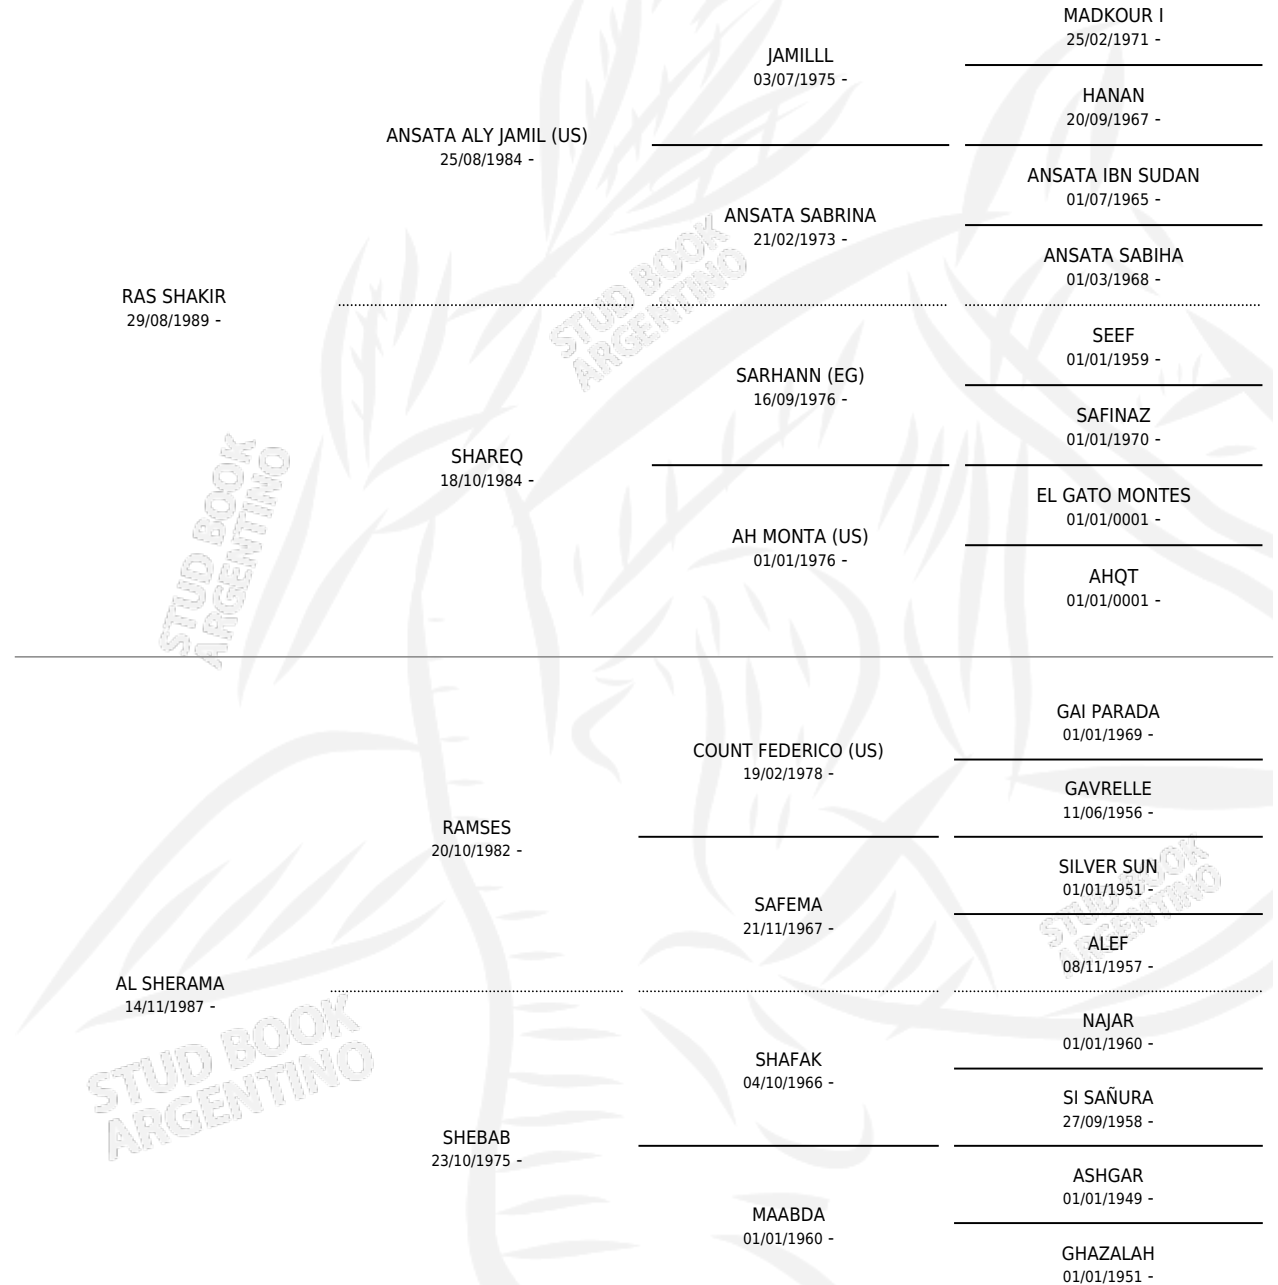 MADKOUR I
25/02/1971 -
JAMILLL
03/07/1975 -
HANAN
20/09/1967 -
ANSATA ALY JAMIL (US)
25/08/1984 -
ANSATA IBN SUDAN
01/07/1965 -
ANSATA SABRINA
21/02/1973 -
ANSATA SABIHA
01/03/1968 -
RAS SHAKIR
29/08/1989 -
SEEF
01/01/1959 -
SARHANN (EG)
16/09/1976 -
SAFINAZ
01/01/1970 -
SHAREQ
18/10/1984 -
EL GATO MONTES
01/01/0001 -
AH MONTA (US)
01/01/1976 -
AHQT
01/01/0001 -
STUD BOOK
ARGENTINO
STUD BOOK
ARGENTINO
GAI PARADA
01/01/1969 -
COUNT FEDERICO (US)
19/02/1978 -
GAVRELLE
11/06/1956 -
RAMSES
20/10/1982 -
SILVER SUN
01/01/1951 -
SAFEMA
21/11/1967 -
ALEF
08/11/1957 -
AL SHERAMA
14/11/1987 -
NAJAR
01/01/1960 -
SHAFAK
04/10/1966 -
SI SAÑURA
27/09/1958 -
SHEBAB
23/10/1975 -
ASHGAR
01/01/1949 -
MAABDA
01/01/1960 -
GHAZALAH
01/01/1951 -
STUD BOOK
ARGENTINO
STUD BOOK
ARGENTINO